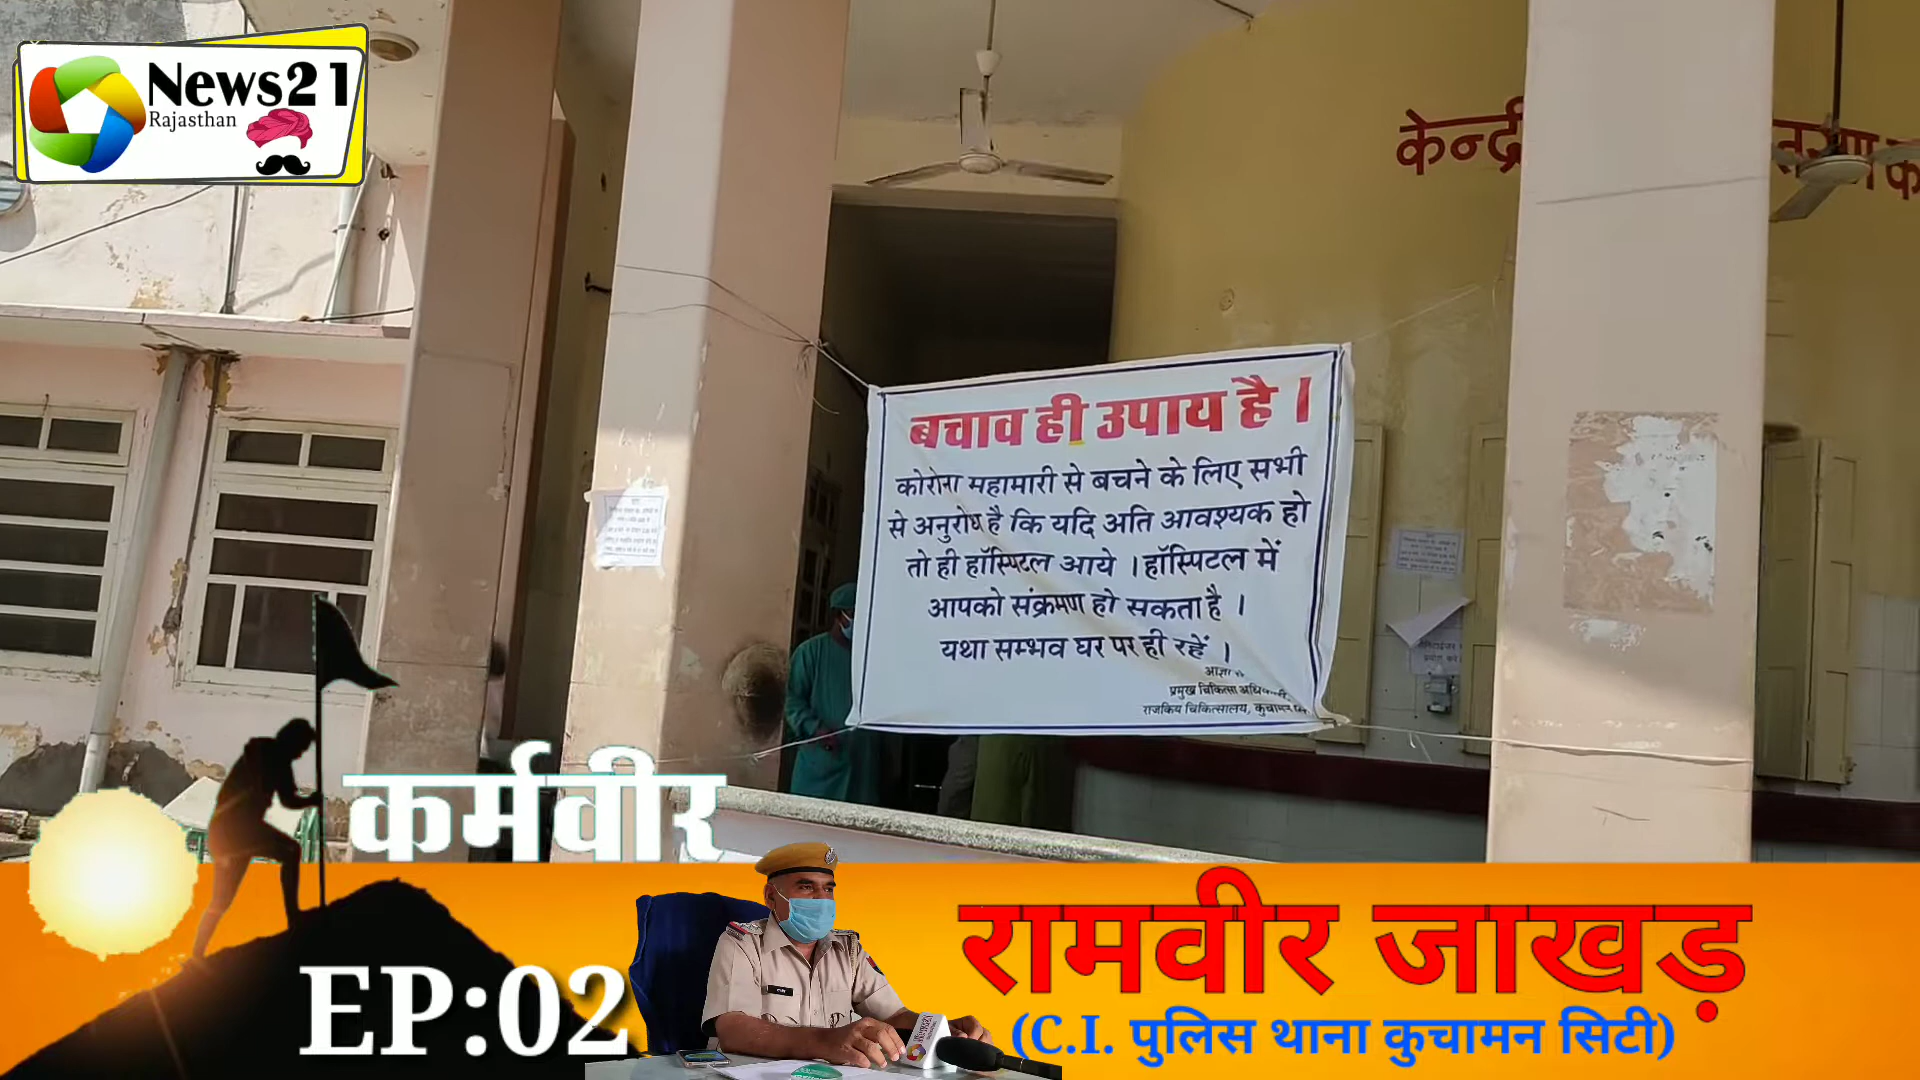 News21
Rajasthan
केन्द्री
बचाव ही उपाय है ।
कोरोना महामारी से बचने के लिए सभी
से अनुरोध है कि यदि अति आवश्यक हो
तो ही हॉस्पिटल आये । हॉस्पिटल में
आपको संक्रमण हो सकता है ।
यथा सम्भव घर पर ही रहें ।
आज्ञा से
प्रमुख चिकित्सा
राजकिय चिकित्सालय, कुचामन
कर्मवीर
EP:02
रामवीर जाखड़
(C.I. पुलिस थाना कुचामन सिटी)